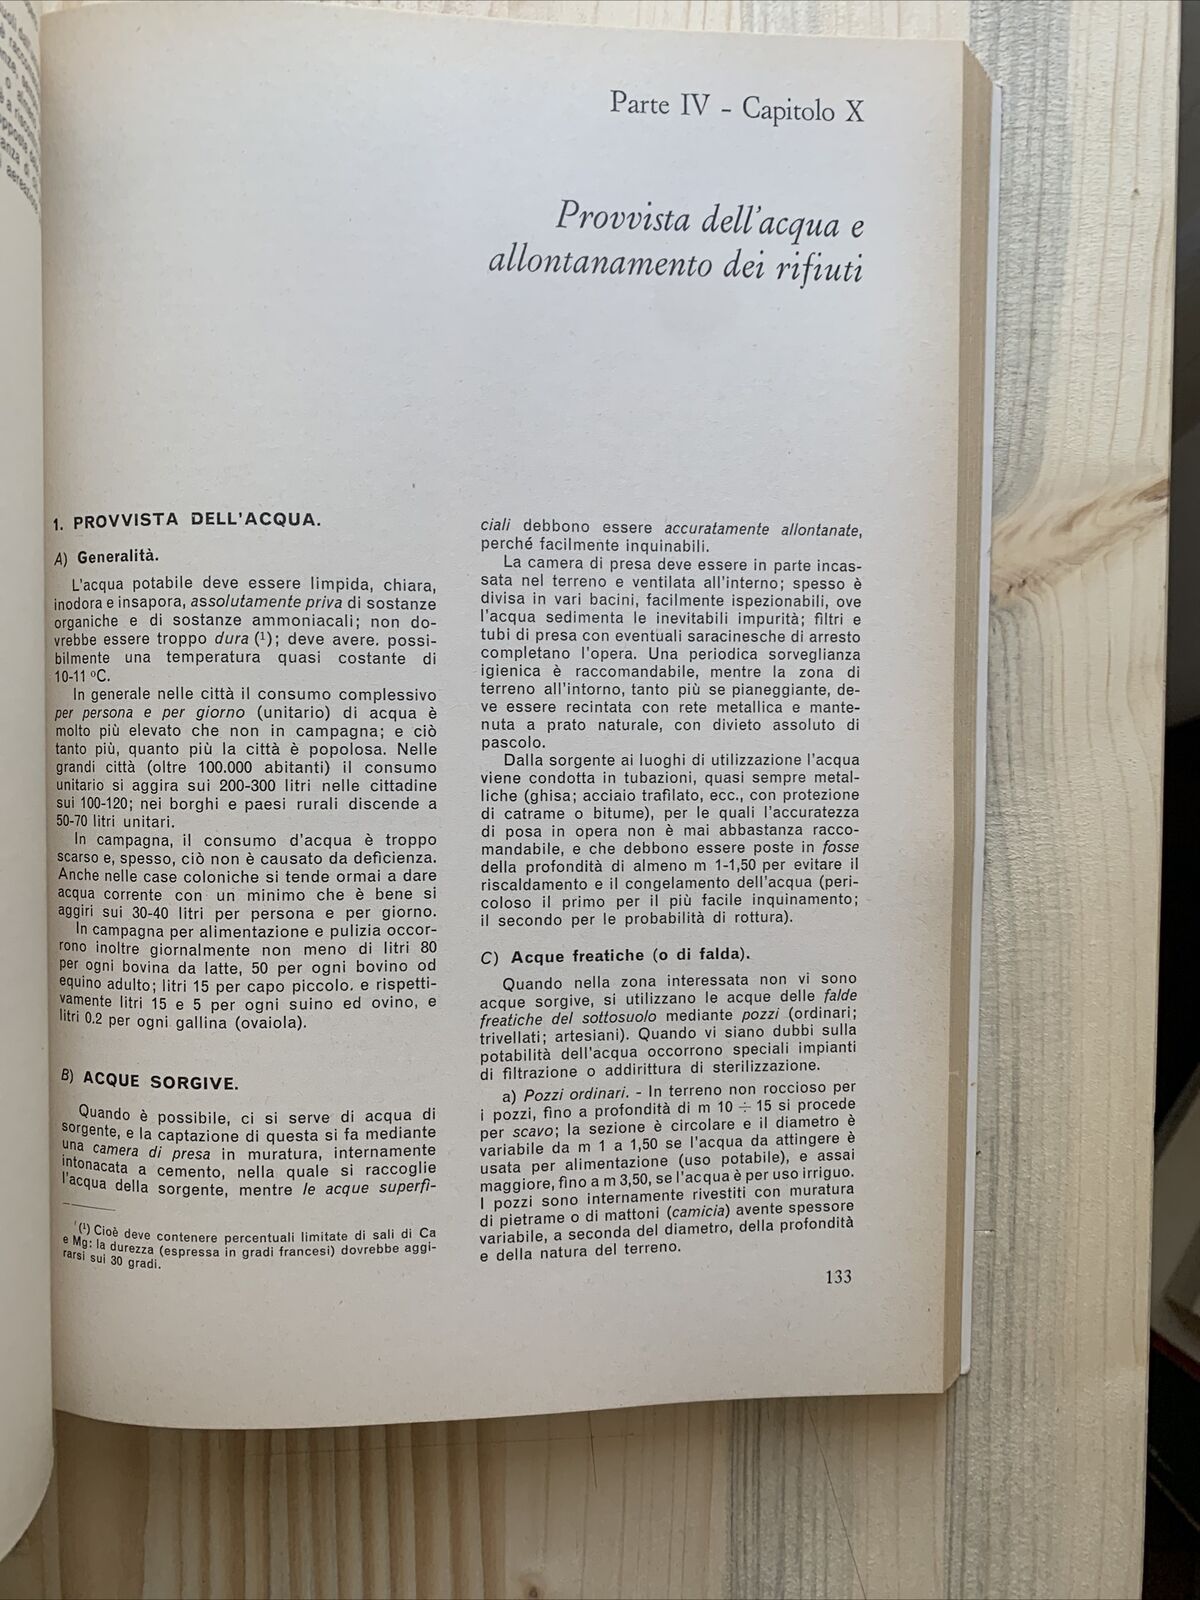 Parte IV – Capitolo X
Provvista dell'acqua e
allontanamento dei rifiuti
1. PROVVISTA DELL'ACQUA.
A) Generalità.
L'acqua potabile deve essere limpida, chiara,
inodora e insapora, assolutamente priva di sostanze
organiche e di sostanze ammoniacali; non do-
vrebbe essere troppo dura (¹); deve avere. possi-
bilmente una temperatura quasi costante di
10-11 ºC.
In generale nelle città il consumo complessivo
per persona e per giorno (unitario) di acqua è
molto più elevato che non in campagna; e ciò
tanto più, quanto più la città è popolosa. Nelle
grandi città (oltre 100.000 abitanti) il consumo
unitario si aggira sui 200-300 litri nelle cittadine
sui 100-120; nei borghi e paesi rurali discende a
50-70 litri unitari.
In campagna, il consumo d'acqua è troppo
scarso e, spesso, ciò non è causato da deficienza.
Anche nelle case coloniche si tende ormai a dare
acqua corrente con un minimo che è bene si
aggiri sui 30-40 litri per persona e per giorno.
In campagna per alimentazione e pulizia occor-
rono inoltre giornalmente non meno di litri 80
per ogni bovina da latte, 50 per ogni bovino od
equino adulto; litri 15 per capo piccolo. e rispetti-
vamente litri 15 e 5 per ogni suino ed ovino, e
litri 0.2 per ogni gallina (ovaiola).
B) ACQUE SORGIVE.
Quando è possibile, ci si serve di acqua di
sorgente, e la captazione di questa si fa mediante
una camera di presa in muratura, internamente
intonacata a cemento, nella quale si raccoglie
l'acqua della sorgente, mentre le acque superfi-
(¹) Cioè deve contenere percentuali limitate di sali di Ca
e Mg: la durezza (espressa in gradi francesi) dovrebbe aggi-
rarsi sui 30 gradi.
ciali debbono essere accuratamente allontanate,
perché facilmente inquinabili.
La camera di presa deve essere in parte incas-
sata nel terreno e ventilata all'interno; spesso è
divisa in vari bacini, facilmente ispezionabili, ove
l'acqua sedimenta le inevitabili impurità; filtri e
tubi di presa con eventuali saracinesche di arresto
completano l'opera. Una periodica sorveglianza
igienica è raccomandabile, mentre la zona di
terreno all'intorno, tanto più se pianeggiante, de-
ve essere recintata con rete metallica e mante-
nuta a prato naturale, con divieto assoluto di
pascolo.
Dalla sorgente ai luoghi di utilizzazione l'acqua
viene condotta in tubazioni, quasi sempre metal-
liche (ghisa; acciaio trafilato, ecc., con protezione
di catrame o bitume), per le quali l'accuratezza
di posa in opera non è mai abbastanza racco-
mandabile, e che debbono essere poste in fosse
della profondità di almeno m 1-1,50 per evitare il
riscaldamento e il congelamento dell'acqua (peri-
coloso il primo per il più facile inquinamento;
il secondo per le probabilità di rottura).
C) Acque freatiche (o di falda).
Quando nella zona interessata non vi sono
acque sorgive, si utilizzano le acque delle falde
freatiche del sottosuolo mediante pozzi (ordinari;
trivellati; artesiani). Quando vi siano dubbi sulla
potabilità dell'acqua occorrono speciali impianti
di filtrazione o addirittura di sterilizzazione.
a) Pozzi ordinari. - In terreno non roccioso per
i pozzi, fino a profondità di m 10 ÷ 15 si procede
per scavo; la sezione è circolare e il diametro è
variabile da m 1 a 1,50 se l'acqua da attingere è
usata per alimentazione (uso potabile), e assai
maggiore, fino a m 3,50, se l'acqua è per uso irriguo.
I pozzi sono internamente rivestiti con muratura
di pietrame o di mattoni (camicia) avente spessore
variabile, a seconda del diametro, della profondità
e della natura del terreno.
133